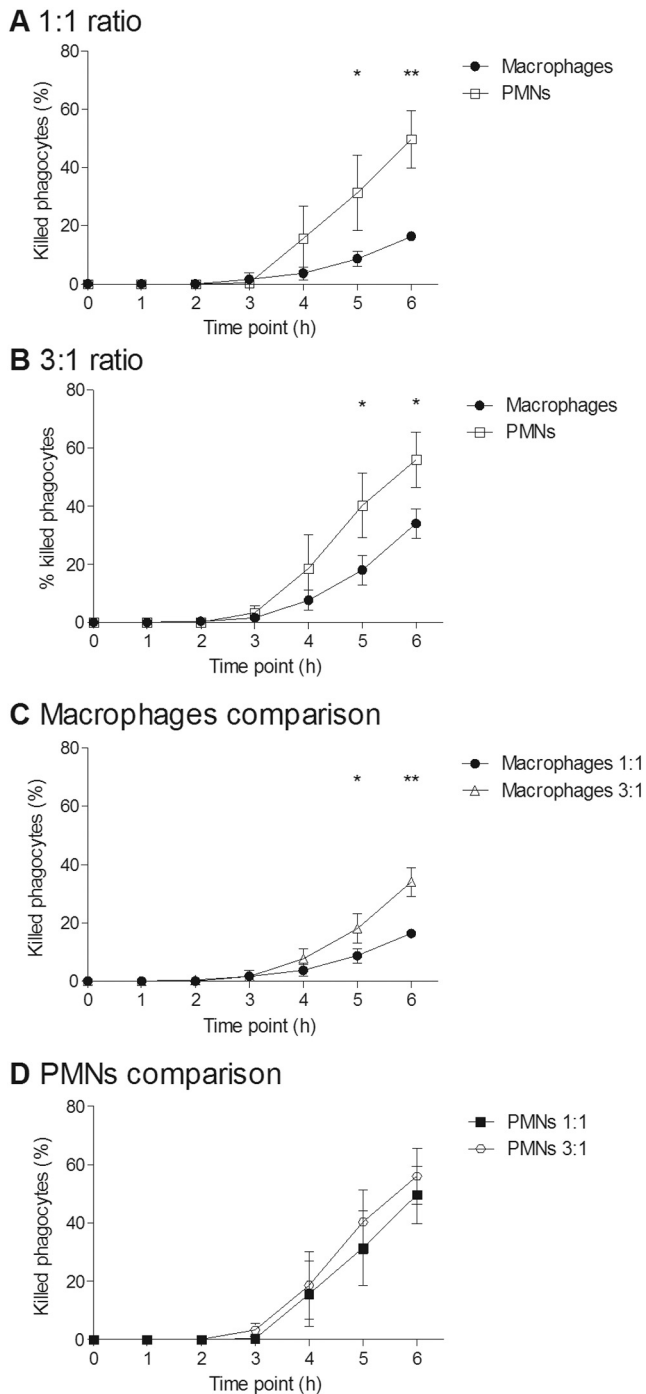 A 1:1 ratio
80
60
40
20
0
Killed phagocytes (%)
* **
Macrophages
PMNs
0 1 2 3 4 5 6
Time point (h)
B 3:1 ratio
80
60
40
20
0
% killed phagocytes
* *
Macrophages
PMNs
0 1 2 3 4 5 6
Time point (h)
C Macrophages comparison
80
60
40
20
0
Killed phagocytes (%)
* **
Macrophages 1:1
Macrophages 3:1
0 1 2 3 4 5 6
Time point (h)
D PMNs comparison
80
60
40
20
0
Killed phagocytes (%)
PMNs 1:1
PMNs 3:1
0 1 2 3 4 5 6
Time point (h)